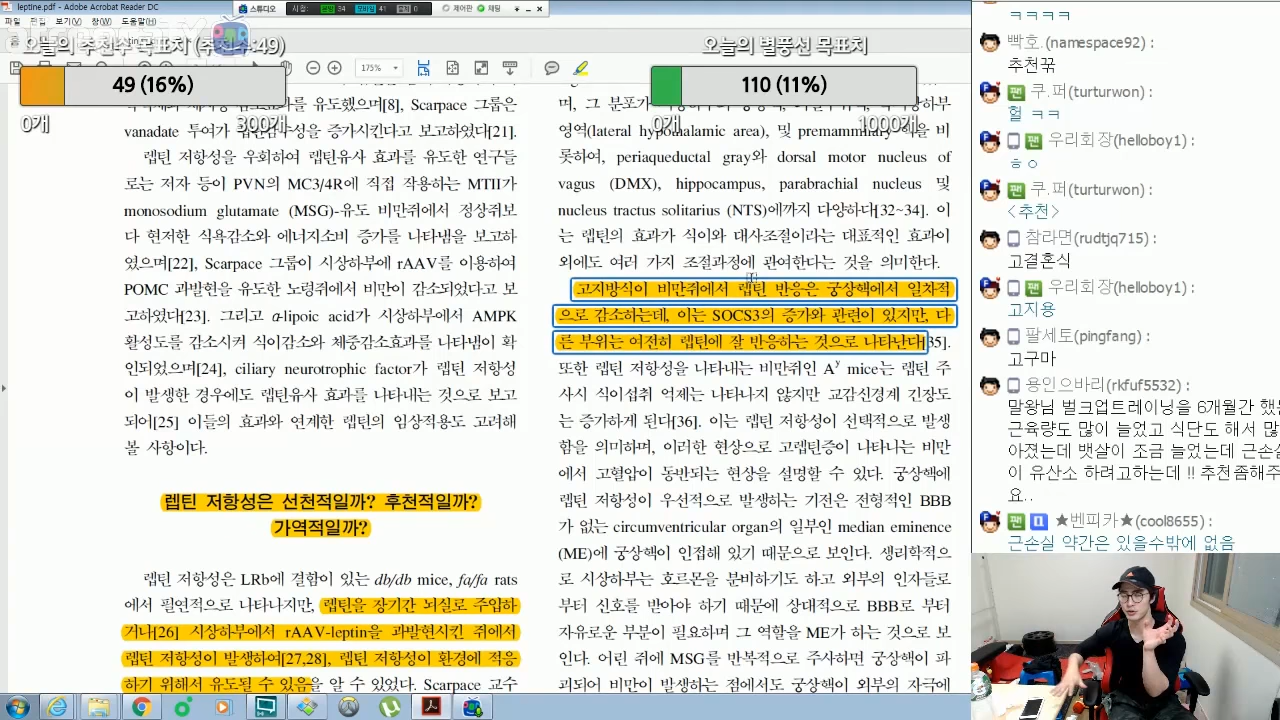 leptine.pdf - Adobe Acrobat Reader DC
스튜디오
시청:
본방 34
모바일 41
중계 0
제어판
채팅
파일
보기(V)
창(W)
도움말(H)
오늘의 추천수 목표치 (추천수:49)
49 (16%)
0개
300개
오늘의 별풍선 목표치
110 (11%)
0개
1000개
175%
유도했으며[8], Scarpace 그룹은
vanadate 투여가 렙틴감수성을 증가시킨다고 보고하였다[21].
렙틴 저항성을 우회하여 렙틴유사 효과를 유도한 연구들
로는 저자 등이 PVN의 MC3/4R에 직접 작용하는 MTII가
monosodium glutamate (MSG)-유도 비만쥐에서 정상쥐보
다 현저한 식욕감소와 에너지소비 증가를 나타냄을 보고하
였으며[22], Scarpace 그룹이 시상하부에 rAAV를 이용하여
POMC 과발현을 유도한 노령쥐에서 비만이 감소되었다고 보
고하였다[23]. 그리고 α-lipoic acid가 시상하부에서 AMPK
활성도를 감소시켜 식이감소와 체중감소효과를 나타냄이 확
인되었으며[24], ciliary neurotrophic factor가 렙틴 저항성
이 발생한 경우에도 렙틴유사 효과를 나타내는 것으로 보고
되어[25] 이들의 효과와 연계한 렙틴의 임상적용도 고려해
볼 사항이다.
렙틴 저항성은 선천적일까? 후천적일까?
가역적일까?
렙틴 저항성은 LRb에 결함이 있는 db/db mice, fa/fa rats
에서 필연적으로 나타나지만, 렙틴을 장기간 뇌실로 주입하
거나[26] 시상하부에서 rAAV-leptin을 과발현시킨 쥐에서
렙틴 저항성이 발생하여[27,28], 렙틴 저항성이 환경에 적응
하기 위해서 유도될 수 있음을 알 수 있었다. Scarpace 교수
며, 그 분포가
영역(lateral hypothalamic area), 및 premammillary 핵을 비
롯하여, periaqueductal gray와 dorsal motor nucleus of
vagus (DMX), hippocampus, parabrachial nucleus 및
nucleus tractus solitarius (NTS)에까지 다양하다[32~34]. 이
는 렙틴의 효과가 식이와 대사조절이라는 대표적인 효과이
외에도 여러 가지 조절과정에 관여한다는 것을 의미한다.
고지방식이 비만쥐에서 렙틴 반응은 궁상핵에서 일차적
으로 감소하는데, 이는 SOCS3의 증가와 관련이 있지만, 다
른 부위는 여전히 렙틴에 잘 반응하는 것으로 나타난다[35].
또한 렙틴 저항성을 나타내는 비만쥐인 Ay mice는 렙틴 주
사시 식이섭취 억제는 나타나지 않지만 교감신경계 긴장도
는 증가하게 된다[36]. 이는 렙틴 저항성이 선택적으로 발생
함을 의미하며, 이러한 현상으로 고렙틴증이 나타나는 비만
에서 고혈압이 동반되는 현상을 설명할 수 있다. 궁상핵에
렙틴 저항성이 우선적으로 발생하는 기전은 전형적인 BBB
가 없는 circumventricular organ의 일부인 median eminence
(ME)에 궁상핵이 인접해 있기 때문으로 보인다. 생리학적으
로 시상하부는 호르몬을 분비하기도 하고 외부의 인자들로
부터 신호를 받아야 하기 때문에 상대적으로 BBB로 부터
자유로운 부분이 필요하며 그 역할을 ME가 하는 것으로 보
인다. 어린 쥐에 MSG를 반복적으로 주사하면 궁상핵이 파
괴되어 비만이 발생하는 점에서도 궁상핵이 외부의 자극에
ㅋㅋㅋㅋ
빡호.(namespace92) :
추천꾺
쿠.퍼(turturwon) :
헐 ㅋㅋ
우리회장(helloboy1) :
ㅎㅇ
쿠.퍼(turturwon) :
<추천>
참라면(rudtjq715) :
고결혼식
우리회장(helloboy1) :
고지용
팔세토(pingfang) :
고구마
용인으바리(rkfuf5532) :
말왕님 벌크업트레이닝을 6개월간 했는
근육량도 많이 늘었고 식단도 해서 많
아졌는데 뱃살이 조금 늘었는데 근손실
이 유산소 하려고하는데 !! 추천좀해주
요..
★벤피카★(cool8655) :
근손실 약간은 있을수밖에 없음